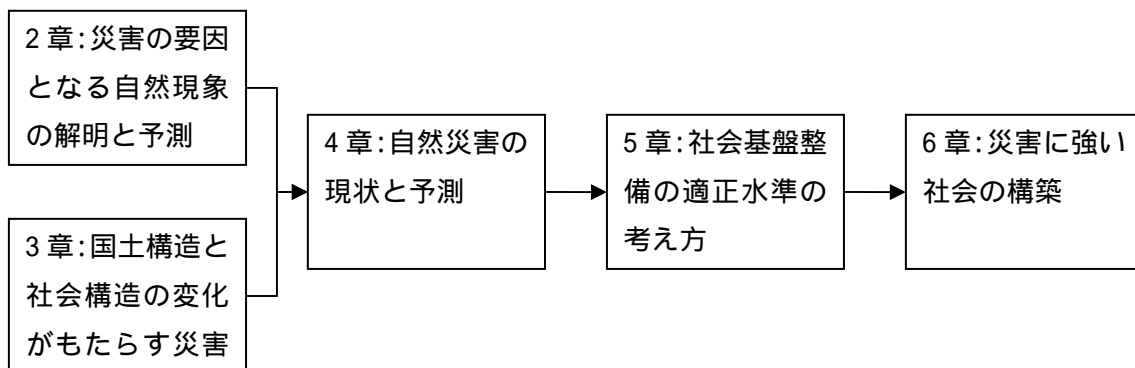 2章:災害の要因
となる自然現象
の解明と予測
3章:国土構造と
社会構造の変化
がもたらす災害
4章:自然災害の
現状と予測
5章:社会基盤整
備の適正水準の
考え方
6章:災害に強い
社会の構築